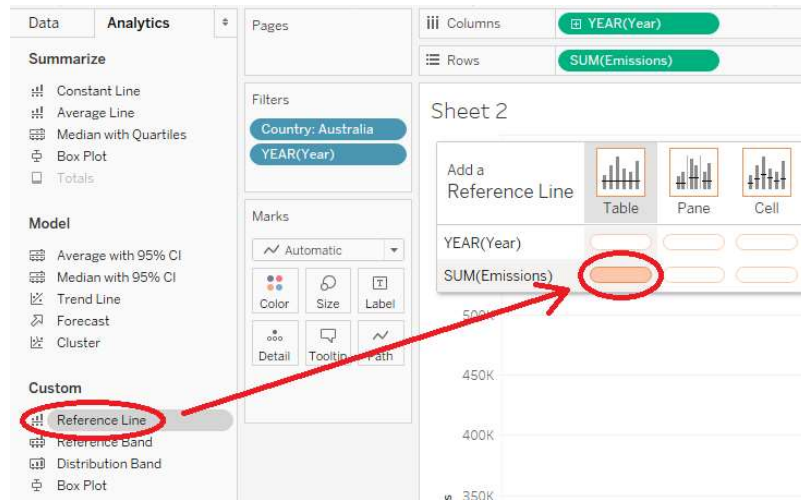 Data
Analytics
Summarize
Constant Line
Average Line
Median with Quartiles
Box Plot
Totals
Model
Average with 95% CI
Median with 95% CI
Trend Line
Forecast
Cluster
Custom
Reference Line
Reference Band
Distribution Band
Box Plot
Pages
Filters
Country: Australia
YEAR(Year)
Marks
Automatic
Color
Size
Label
T
Detail
Tooltip
Path
Columns
YEAR(Year)
Rows
SUM(Emissions)
Sheet 2
Add a
Reference Line
Table
Pane
Cell
YEAR(Year)
SUM(Emissions)
500K
450K
400K
350K